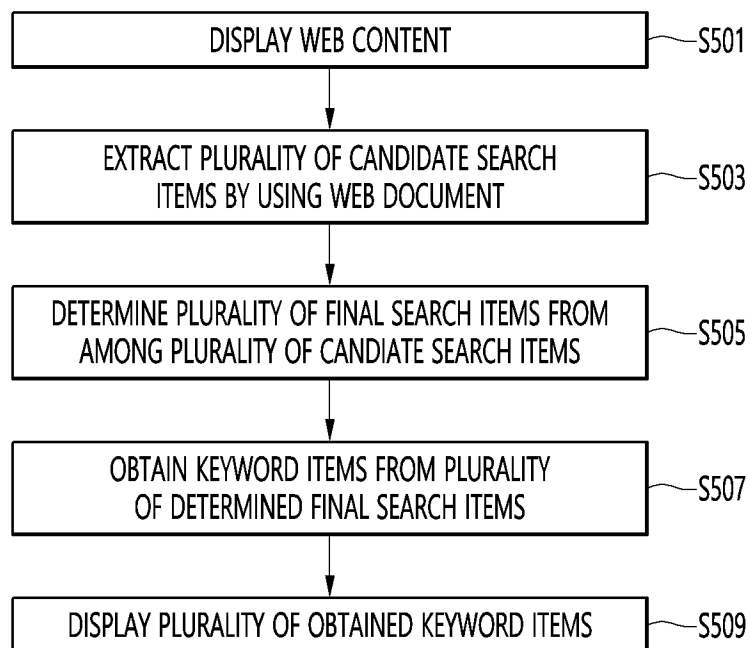 DISPLAY WEB CONTENT
S501
EXTRACT PLURALITY OF CANDIDATE SEARCH
ITEMS BY USING WEB DOCUMENT
S503
DETERMINE PLURALITY OF FINAL SEARCH ITEMS FROM
AMONG PLURALITY OF CANDIATE SEARCH ITEMS
S505
OBTAIN KEYWORD ITEMS FROM PLURALITY
OF DETERMINED FINAL SEARCH ITEMS
S507
DISPLAY PLURALITY OF OBTAINED KEYWORD ITEMS
S509